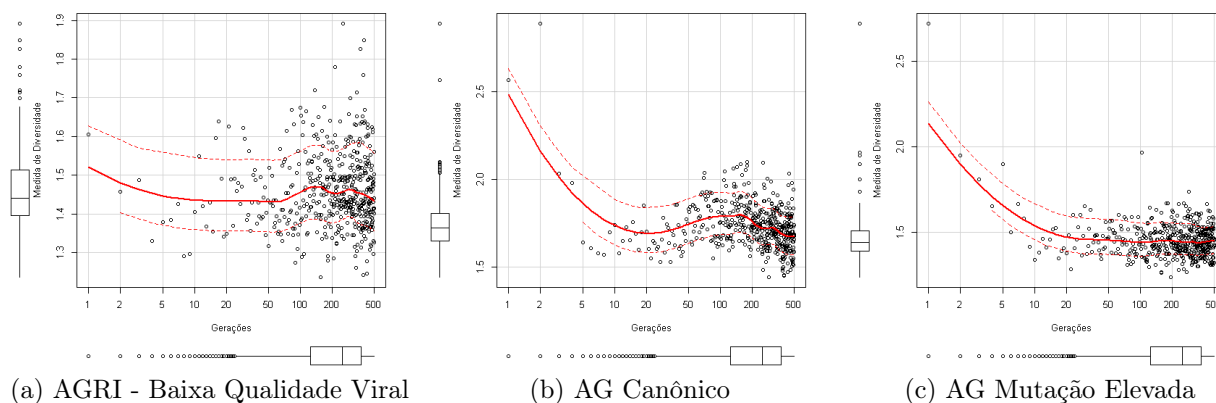 1.9
1.8
1.7
1.6
1.5
1.4
1.3
Medida de Diversidade
1 2 5 10 20 50 100 200 500
Gerações
(a) AGRI - Baixa Qualidade Viral
2.5
2.0
1.5
Medida de Diversidade
1 2 5 10 20 50 100 200 500
Gerações
(b) AG Canônico
2.5
2.0
1.5
Medida de Diversidade
1 2 5 10 20 50 100 200 50
Gerações
(c) AG Mutação Elevada